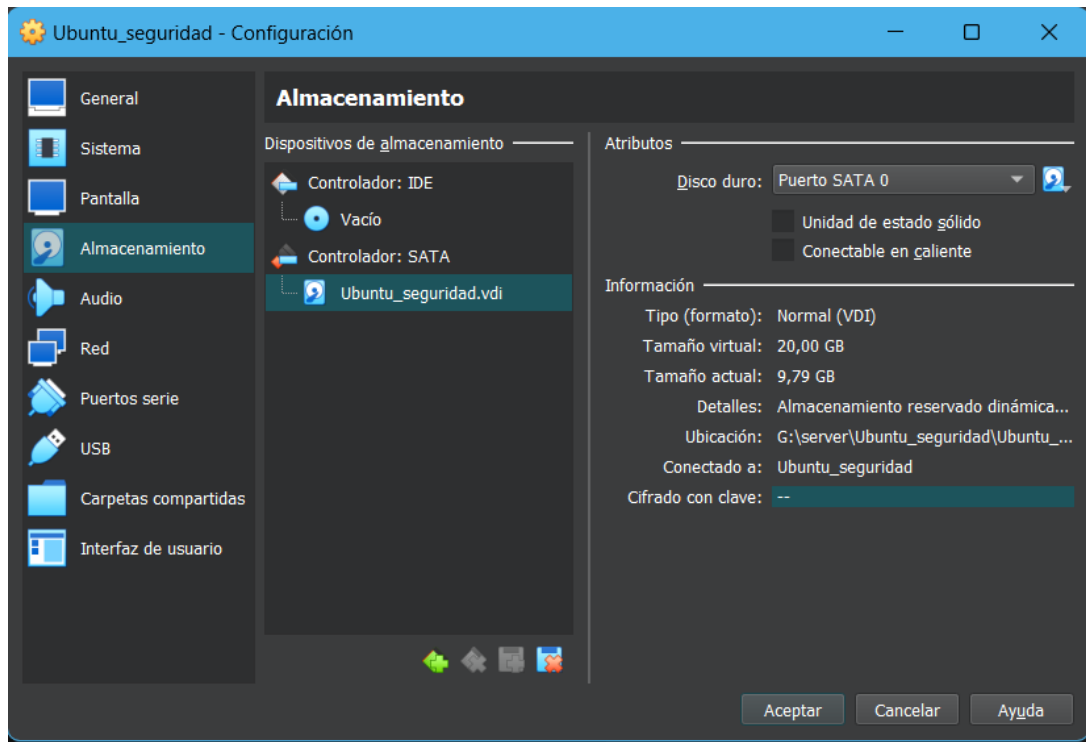 Ubuntu_seguridad - Configuración
General
Sistema
Pantalla
Almacenamiento
Audio
Red
Puertos serie
USB
Carpetas compartidas
Interfaz de usuario
Almacenamiento
Dispositivos de almacenamiento
Controlador: IDE
Vacío
Controlador: SATA
Ubuntu_seguridad.vdi
Atributos
Disco duro: Puerto SATA 0
Unidad de estado sólido
Conectable en caliente
Información
Tipo (formato): Normal (VDI)
Tamaño virtual: 20,00 GB
Tamaño actual: 9,79 GB
Detalles: Almacenamiento reservado dinámica...
Ubicación: G:\server\Ubuntu_seguridad\Ubuntu_...
Conectado a: Ubuntu_seguridad
Cifrado con clave: --
Aceptar Cancelar Ayuda